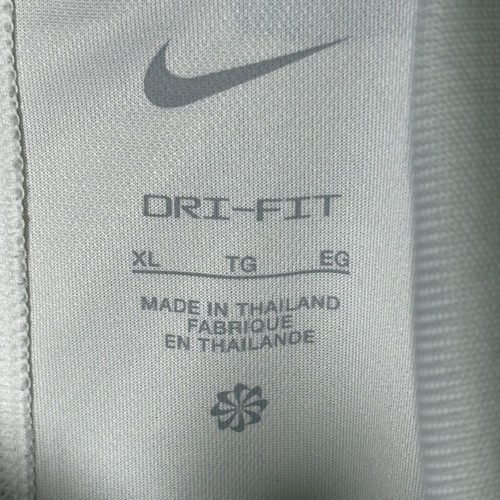 DRI-FIT
XL TG EG
MADE IN THAILAND
FABRIQUE
EN THAILANDE